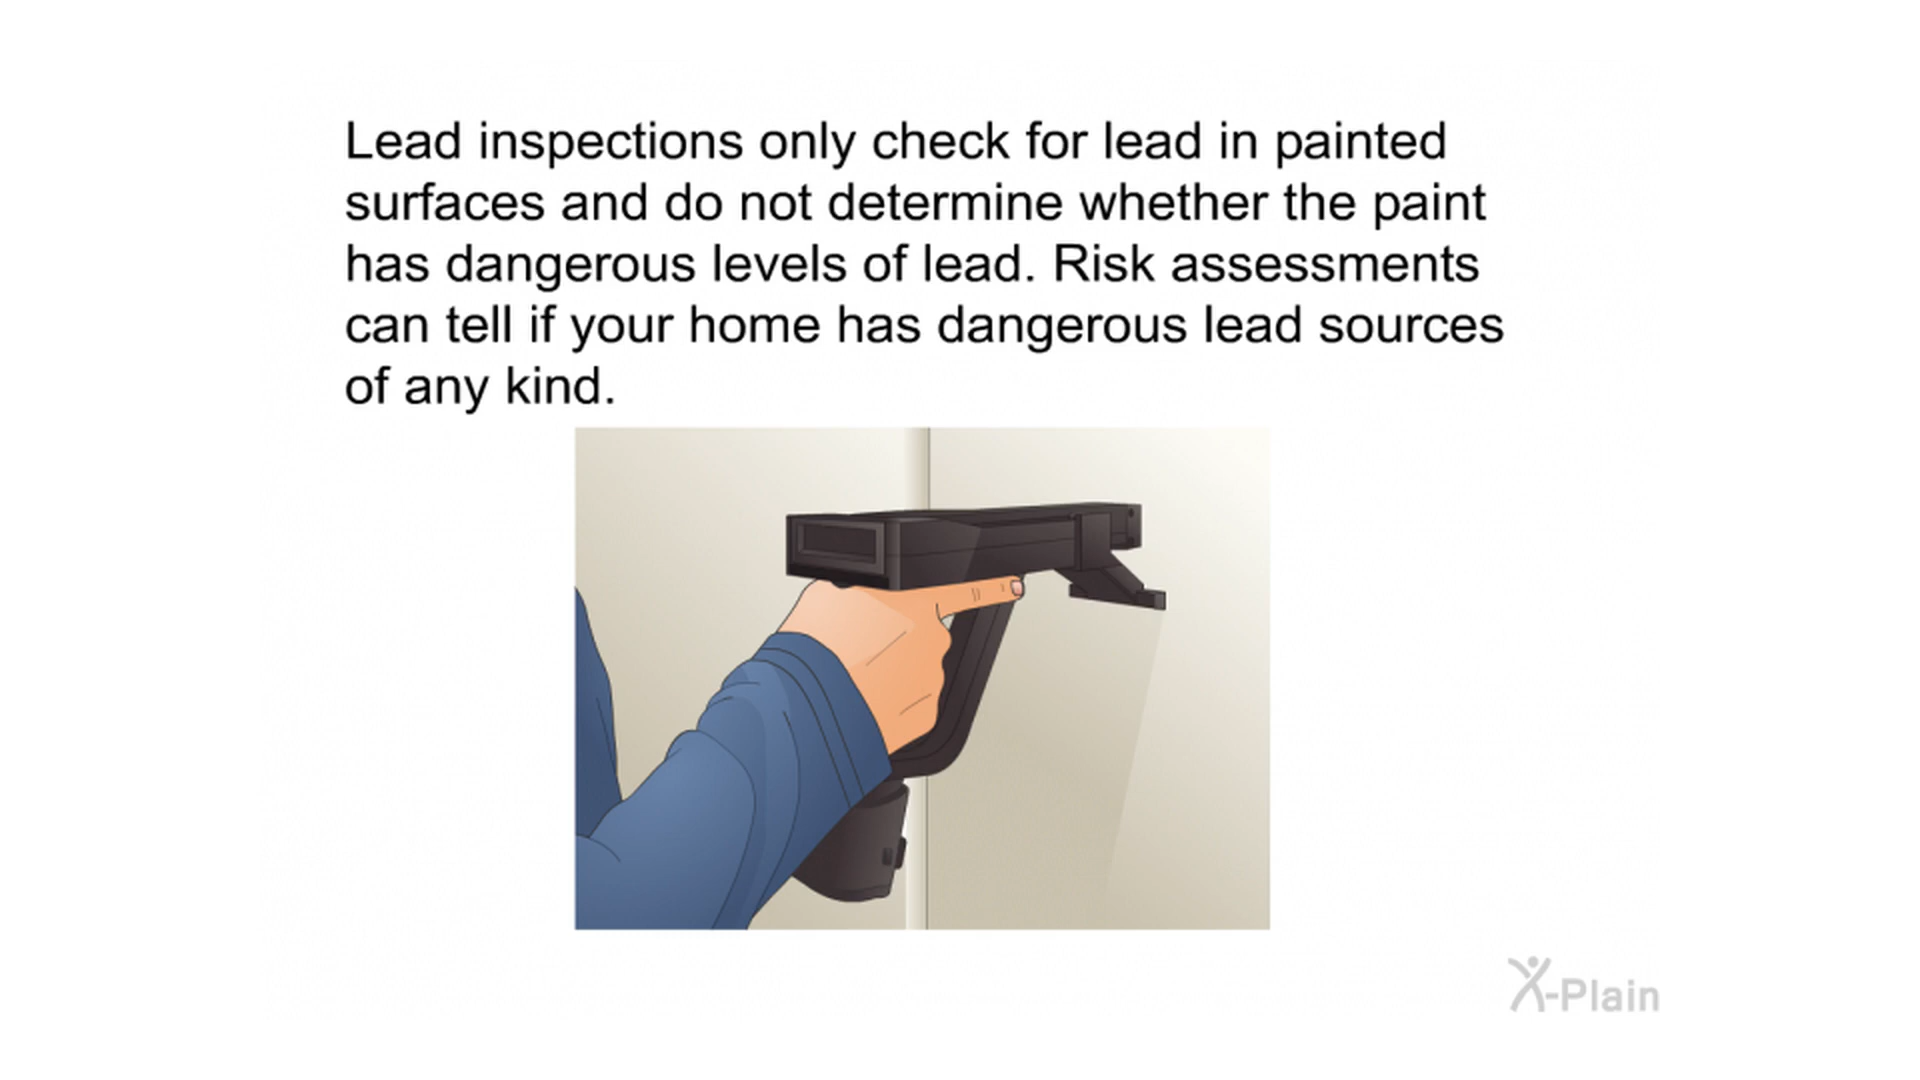 Lead inspections only check for lead in painted
surfaces and do not determine whether the paint
has dangerous levels of lead. Risk assessments
can tell if your home has dangerous lead sources
of any kind.
X-Plain